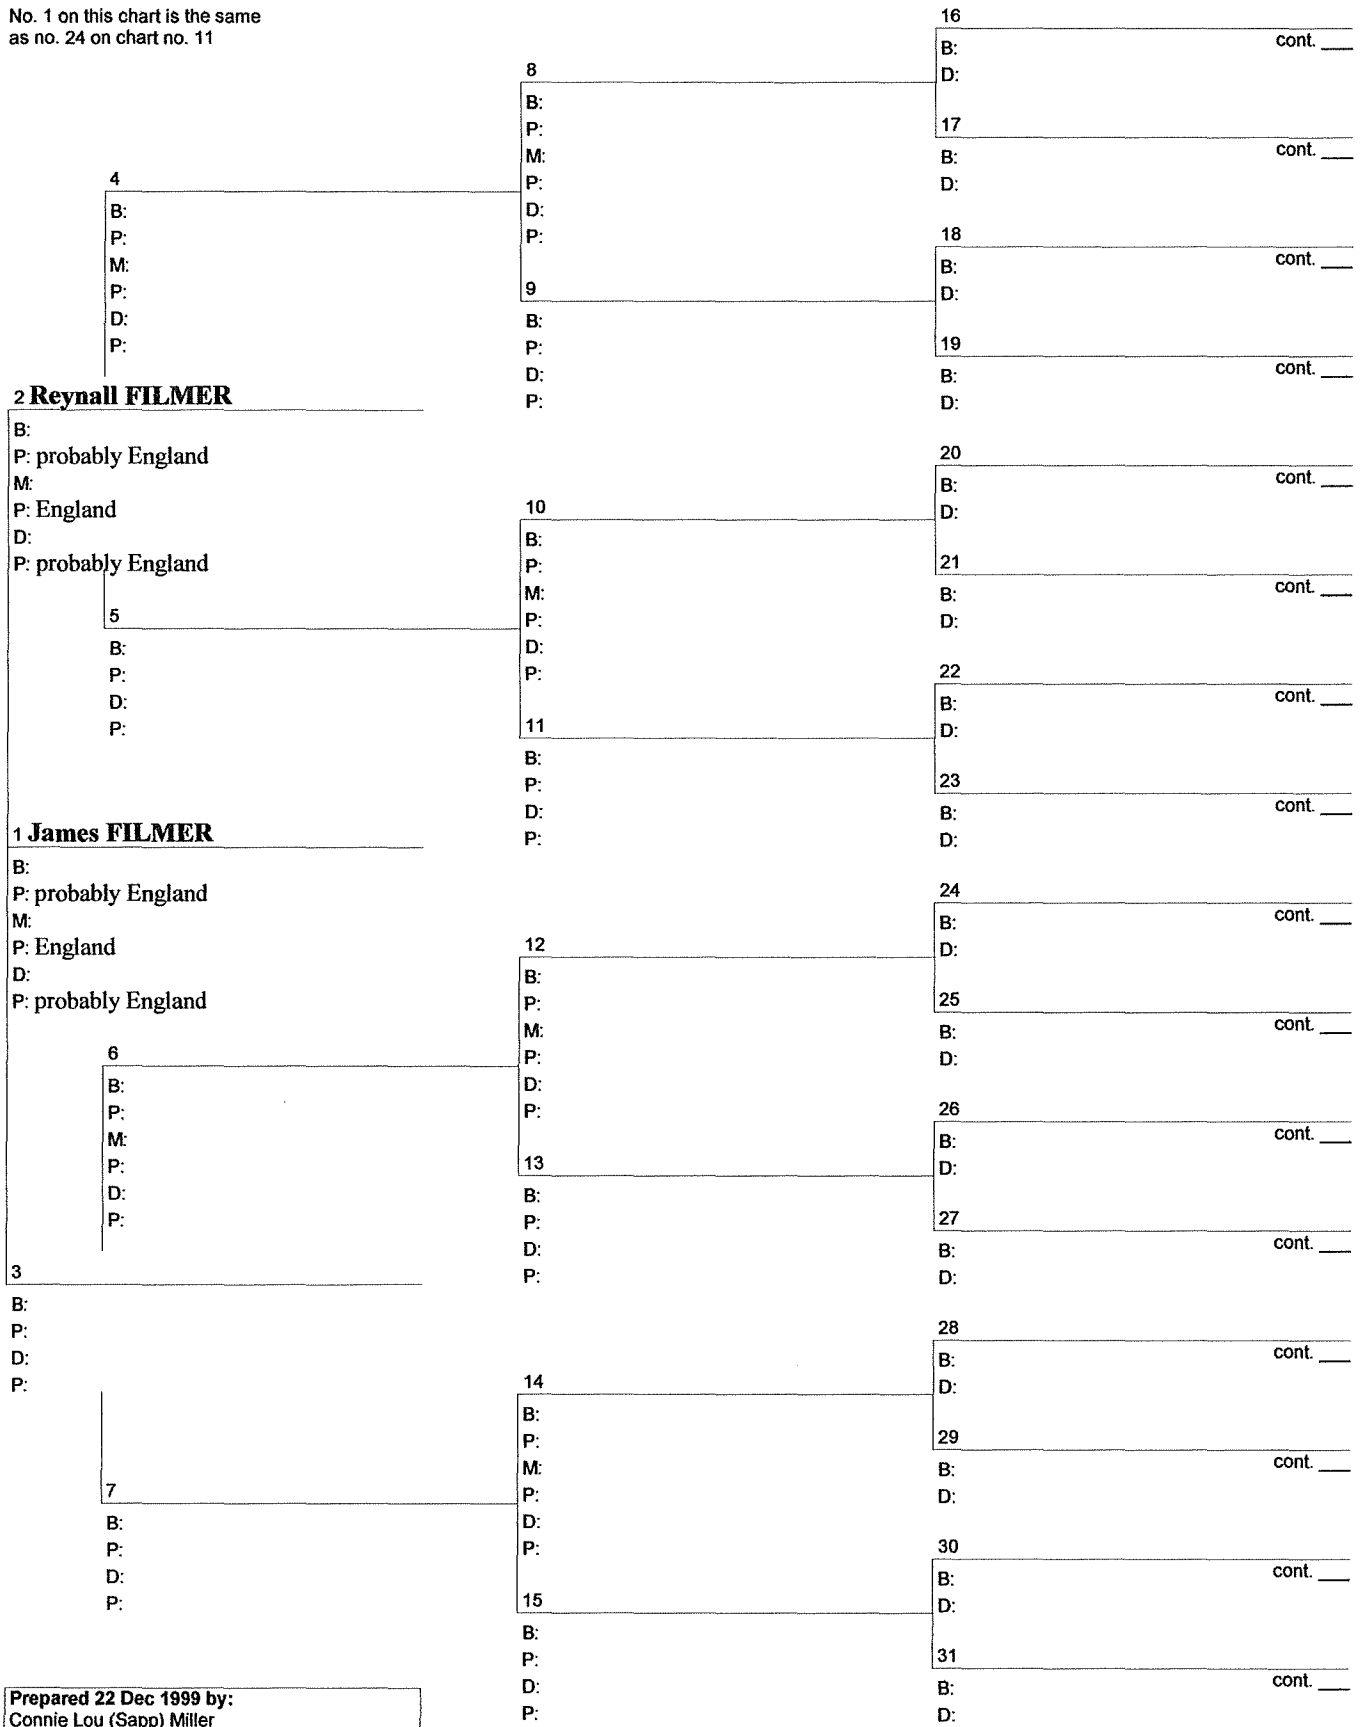 No. 1 on this chart is the same
as no. 24 on chart no. 11
16
B:
cont. ___
D:
8
B:
P:
M:
P:
D:
P:
17
B:
cont. ___
D:
4
B:
P:
M:
P:
D:
P:
18
B:
cont. ___
D:
9
B:
P:
D:
P:
19
B:
cont. ___
D:
2 Reynall FILMER
B:
P: probably England
M:
P: England
D:
P: probably England
20
B:
cont. ___
D:
10
B:
P:
M:
P:
D:
P:
21
B:
cont. ___
D:
5
B:
P:
D:
P:
22
B:
cont. ___
D:
11
B:
P:
D:
P:
23
B:
cont. ___
D:
1 James FILMER
B:
P: probably England
M:
P: England
D:
P: probably England
24
B:
cont. ___
D:
12
B:
P:
M:
P:
D:
P:
25
B:
cont. ___
D:
6
B:
P:
M:
P:
D:
P:
26
B:
cont. ___
D:
13
B:
P:
D:
P:
27
B:
cont. ___
D:
3
B:
P:
D:
P:
28
B:
cont. ___
D:
14
B:
P:
M:
P:
D:
P:
29
B:
cont. ___
D:
7
B:
P:
D:
P:
30
B:
cont. ___
D:
15
B:
P:
D:
P:
31
B:
cont. ___
D:
Prepared 22 Dec 1999 by:
Connie Lou (Sapp) Miller